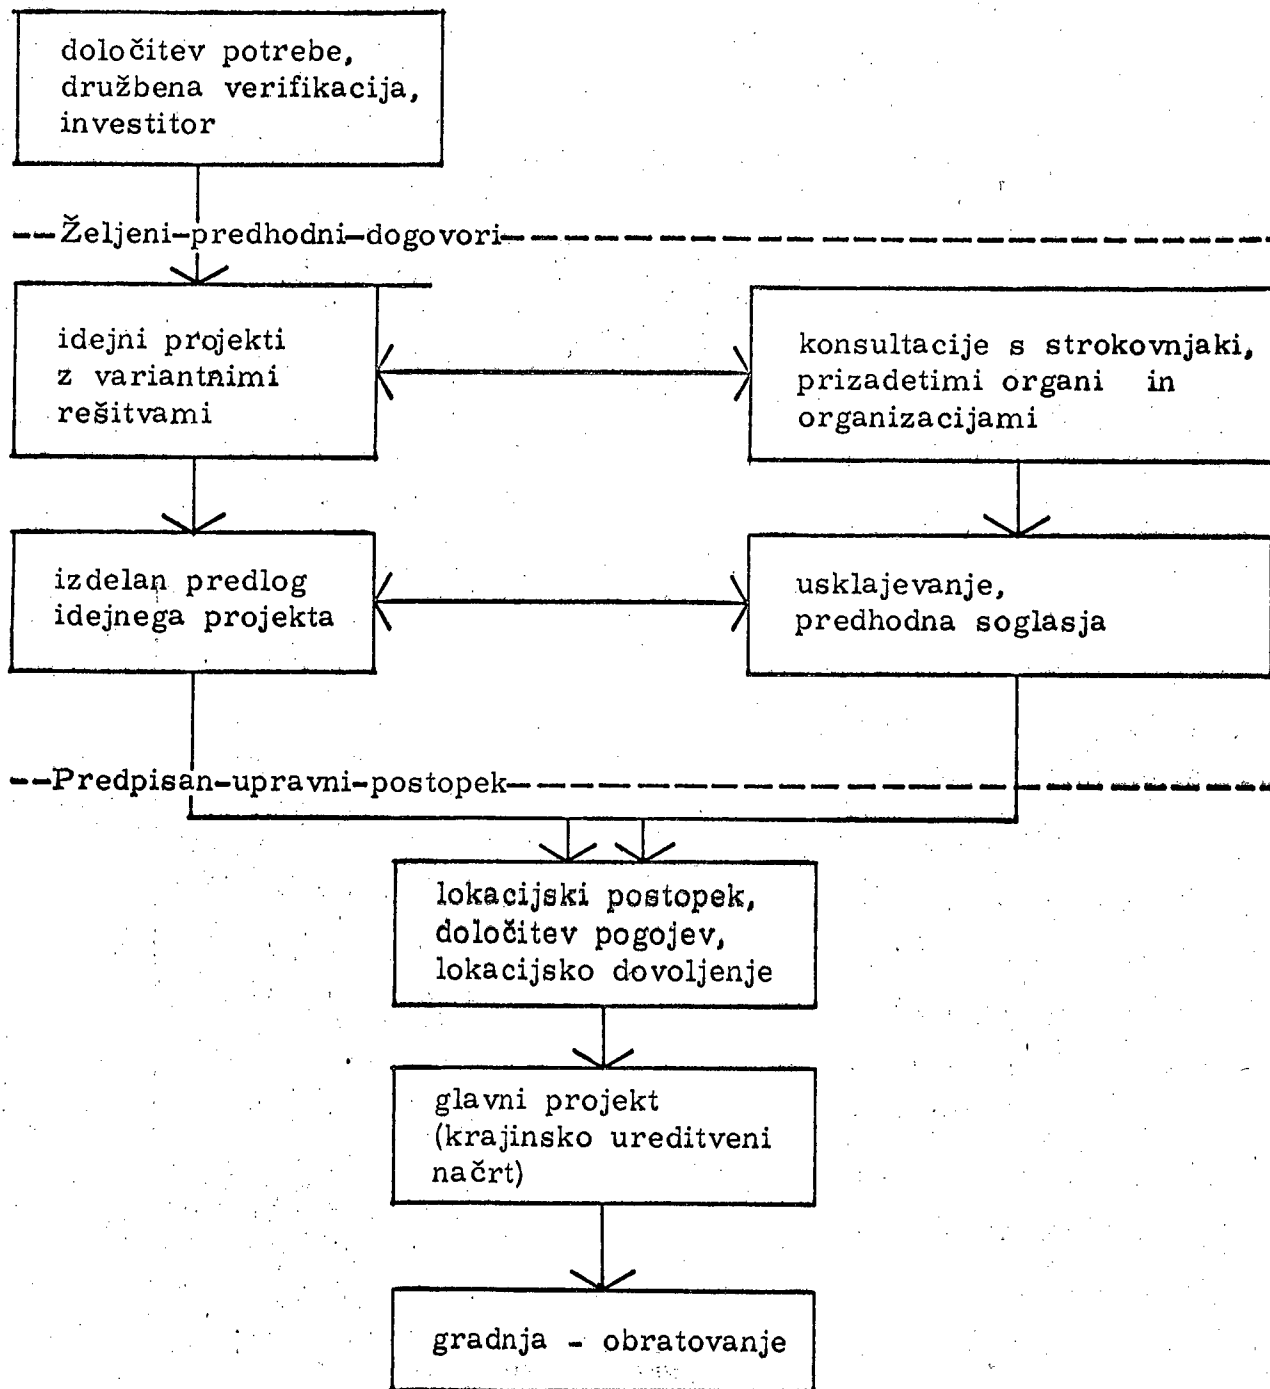 določitev potrebe,
družbena verifikacija,
investitor
Željeni-predhodni-dogovori
idejni projekti
z variantnimi
rešitvami
konsultacije s strokovnjaki,
prizadetimi organi in
organizacijami
izdelan predlog
idejnega projekta
usklajevanje,
predhodna soglasja
Predpisan-upravni-postopek
lokacijski postopek,
določitev pogojev,
lokacijsko dovoljenje
glavni projekt
(krajinsko ureditveni
načrt)
gradnja - obratovanje